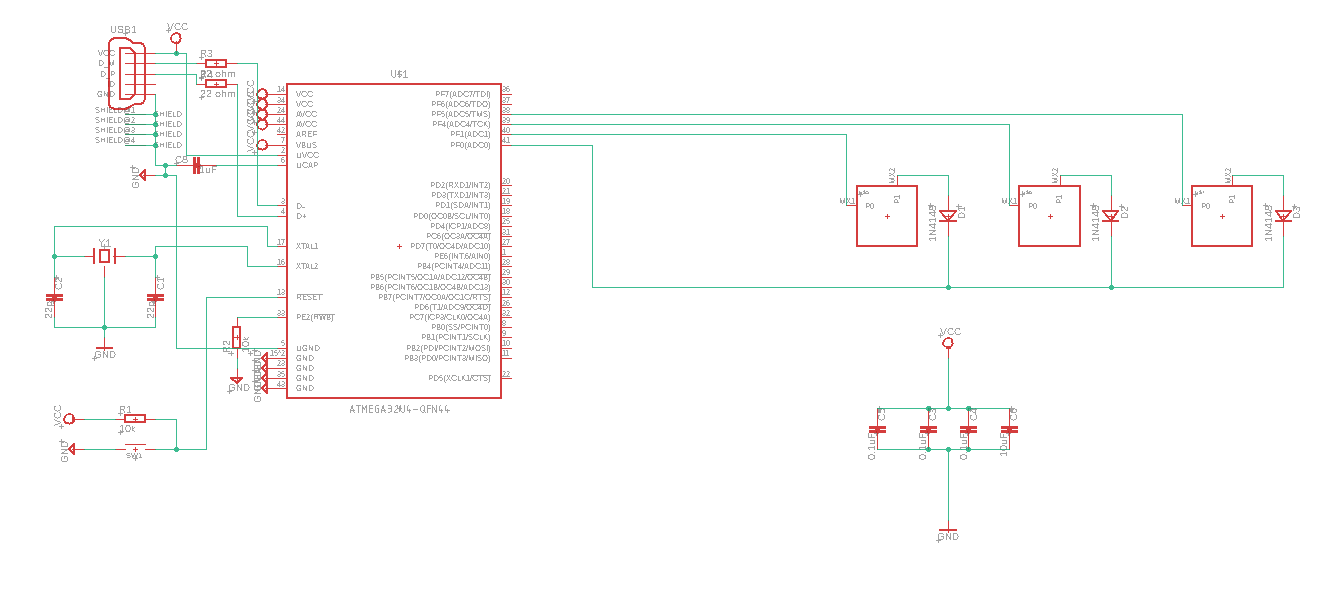 USB1
VCC
VCC
D_M
D_P
ID
GND
SHIELD@1 SHIELD
SHIELD@2 SHIELD
SHIELD@3 SHIELD
SHIELD@4 SHIELD
R3
22 ohm
22 ohm
C8
1uF
GND
U$1
14 VCC
34 VCC
24 AVCC
44 AVCC
42 AREF
7 VBUS
2 UVCC
6 UCAP
3 D-
4 D+
17 XTAL1
16 XTAL2
13 RESET
33 PE2(HWB)
5 UGND
GND
23 GND
35 GND
43 GND
PF7(ADC7/TDI) 36
PF6(ADC6/TDO) 37
PF5(ADC5/TMS) 38
PF4(ADC4/TCK) 39
PF1(ADC1) 40
PF0(ADC0) 41
PD2(RXD1/INT2) 20
PD3(TXD1/INT3) 21
PD1(SDA/INT1) 19
PD0(OC0B/SCL/INT0) 18
PD4(ICP1/ADC8) 25
PC6(OC3A/OC4A) 31
PD7(T0/OC4D/ADC10) 27
PE6(INT6/AIN0) 1
PB4(PCINT4/ADC11) 28
PB5(PCINT5/OC1A/ADC12/OC4B) 29
PB6(PCINT6/OC1B/OC4B/ADC13) 30
PB7(PCINT7/OC0A/OC1C/RTS) 12
PD6(T1/ADC9/OC4D) 26
PC7(ICP3/CLK0/OC4A) 32
PB0(SS/PCINT0) 8
PB1(PCINT1/SCLK) 9
PB2(PDI/PCINT2/MOSI) 10
PB3(PDO/PCINT3/MISO) 11
PD5(XCLK1/CTS) 22
ATMEGA32U4-QFN44
Y1
C2
22p
C1
22p
GND
R2
10k
GND
VCC
R1
10k
GND
SW1
MX1
P0
MX2
P1
1N4148
D1
MX1
P0
MX2
P1
1N4148
D2
MX1
P0
MX2
P1
1N4148
D3
VCC
C5
0.1uF
C3
0.1uF
C4
0.1uF
C6
10uF
GND